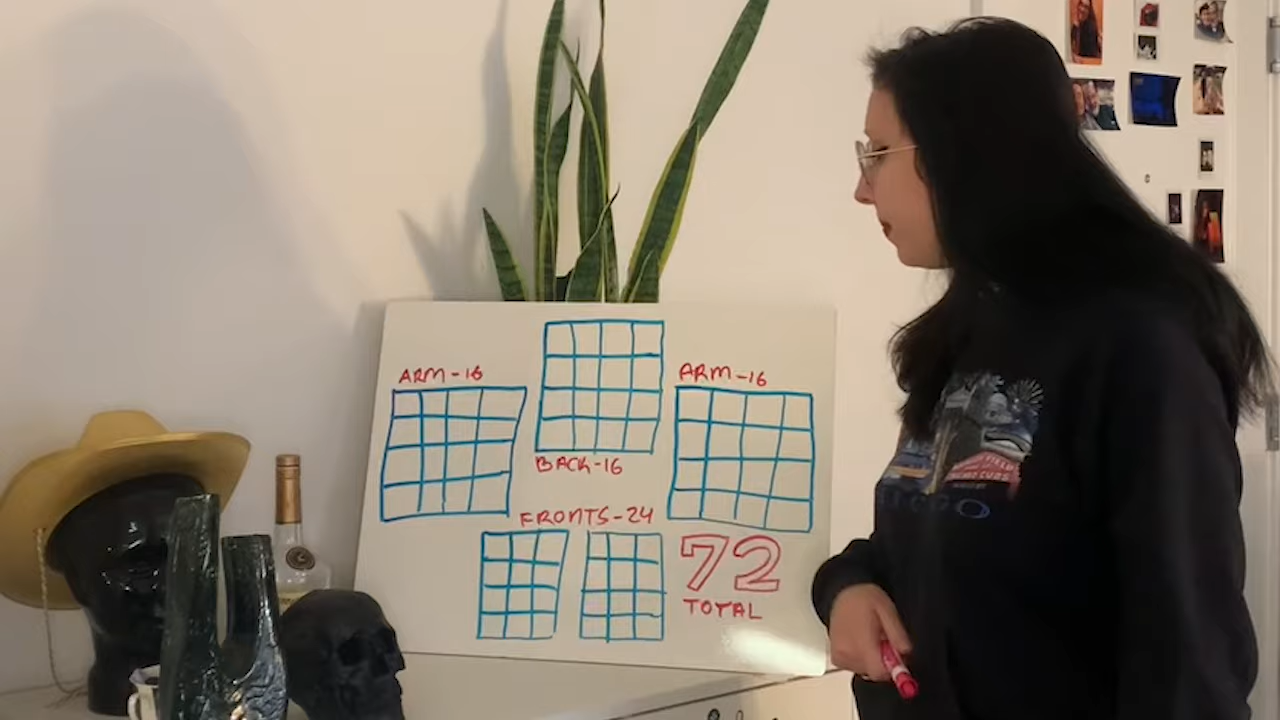 ARM-16
ARM-16
BACK-16
FRONTS-24
72
TOTAL